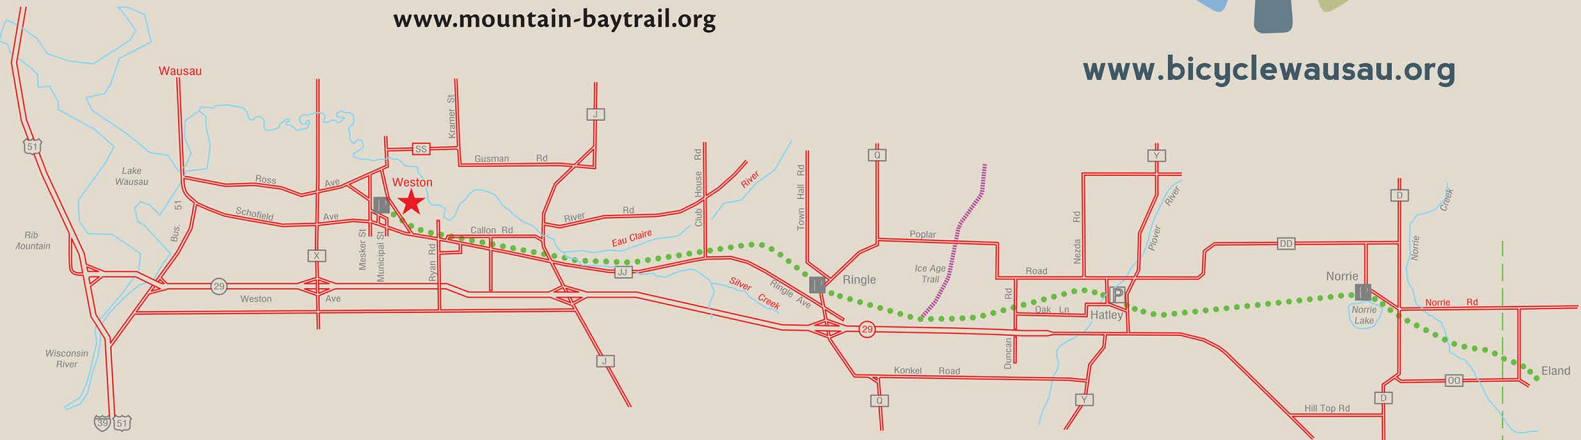 www.mountain-baytrail.org
www.bicyclewausau.org
Wausau
51
Lake
Wausau
Rib
Mountain
Wisconsin
River
39
51
Bus. 51
Ross Ave
Schofield Ave
X
29
Weston Ave
Mesker St
Municipal St
Weston
SS
Kramer St
Gusman Rd
J
Ryan Rd
Callon Rd
River Rd
Eau Claire
River
JJ
J
Club House Rd
Silver
Creek
Ringle Ave
Town Hall Rd
Ringle
Q
Poplar
Road
Ice Age
Trail
29
Konkel Road
Q
Duncan Rd
Oak Ln
Nezda Rd
Hatley
P
Y
Plover River
Y
DD
D
Norrie Creek
Norrie
Norrie
Lake
Norrie Rd
OO
D
Hill Top Rd
Eland